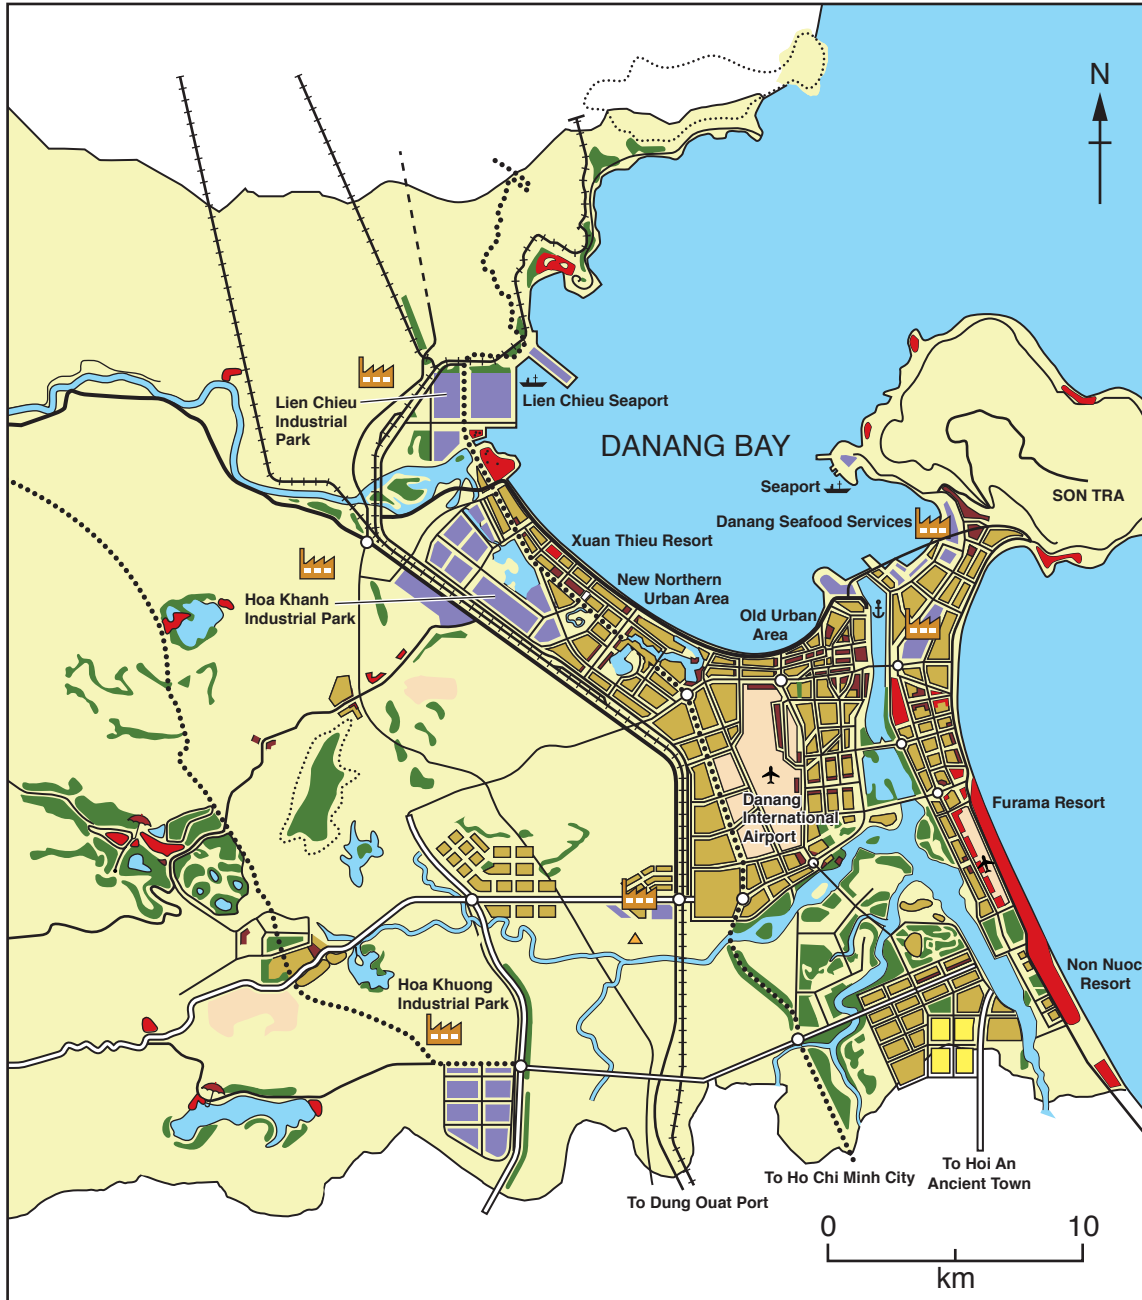 N
Lien Chieu
Industrial
Park
Lien Chieu Seaport
DANANG BAY
Seaport
SON TRA
Danang Seafood Services
Xuan Thieu Resort
New Northern
Urban Area
Hoa Khanh
Industrial Park
Old Urban
Area
Danang
International
Airport
Furama Resort
Non Nuoc
Resort
Hoa Khuong
Industrial Park
To Ho Chi Minh City
To Hoi An
Ancient Town
To Dung Ouat Port
0 10
km